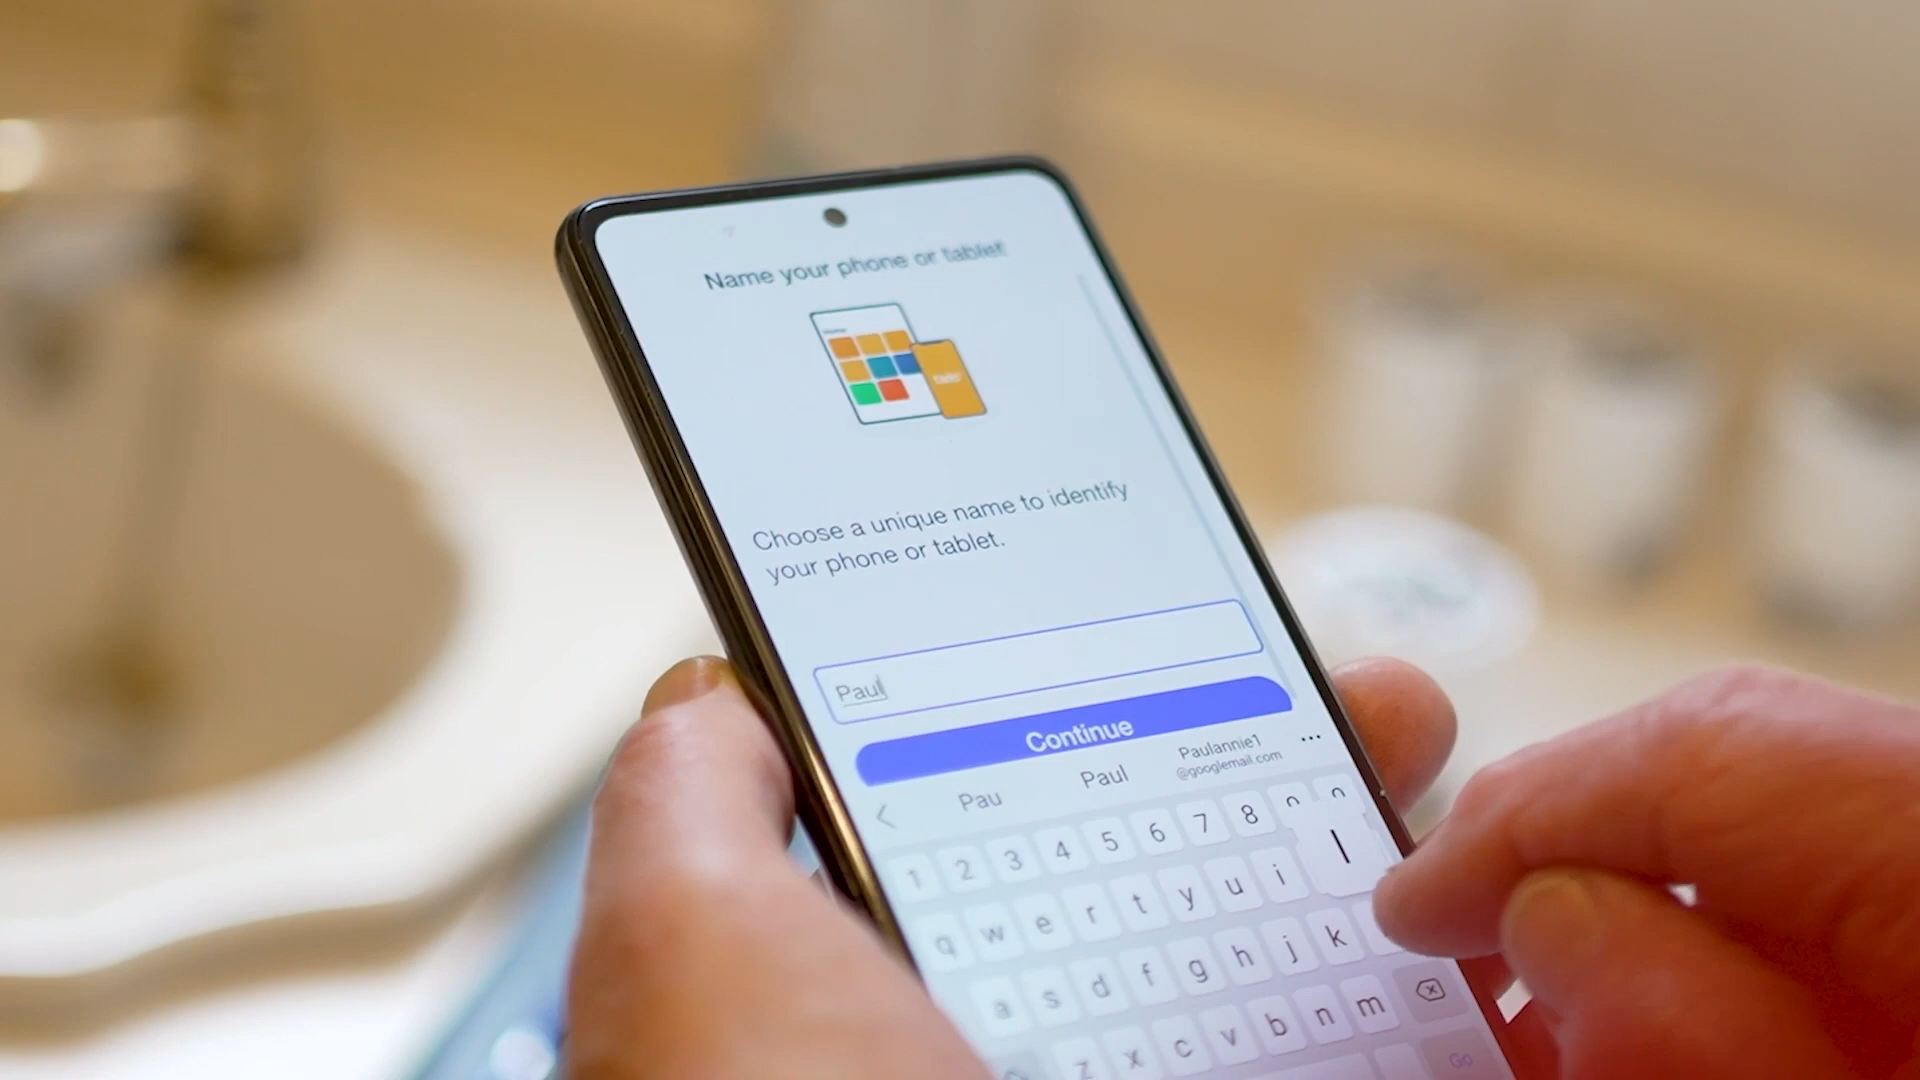 Name your phone or tablet
Choose a unique name to identify
your phone or tablet.
Paul
Continue
Pau
Paul
Paulannie1
@googlemail.com
1 2 3 4 5 6 7 8
q w e r t y u i
l
a s d f g h j k
z x c v b n m
Go